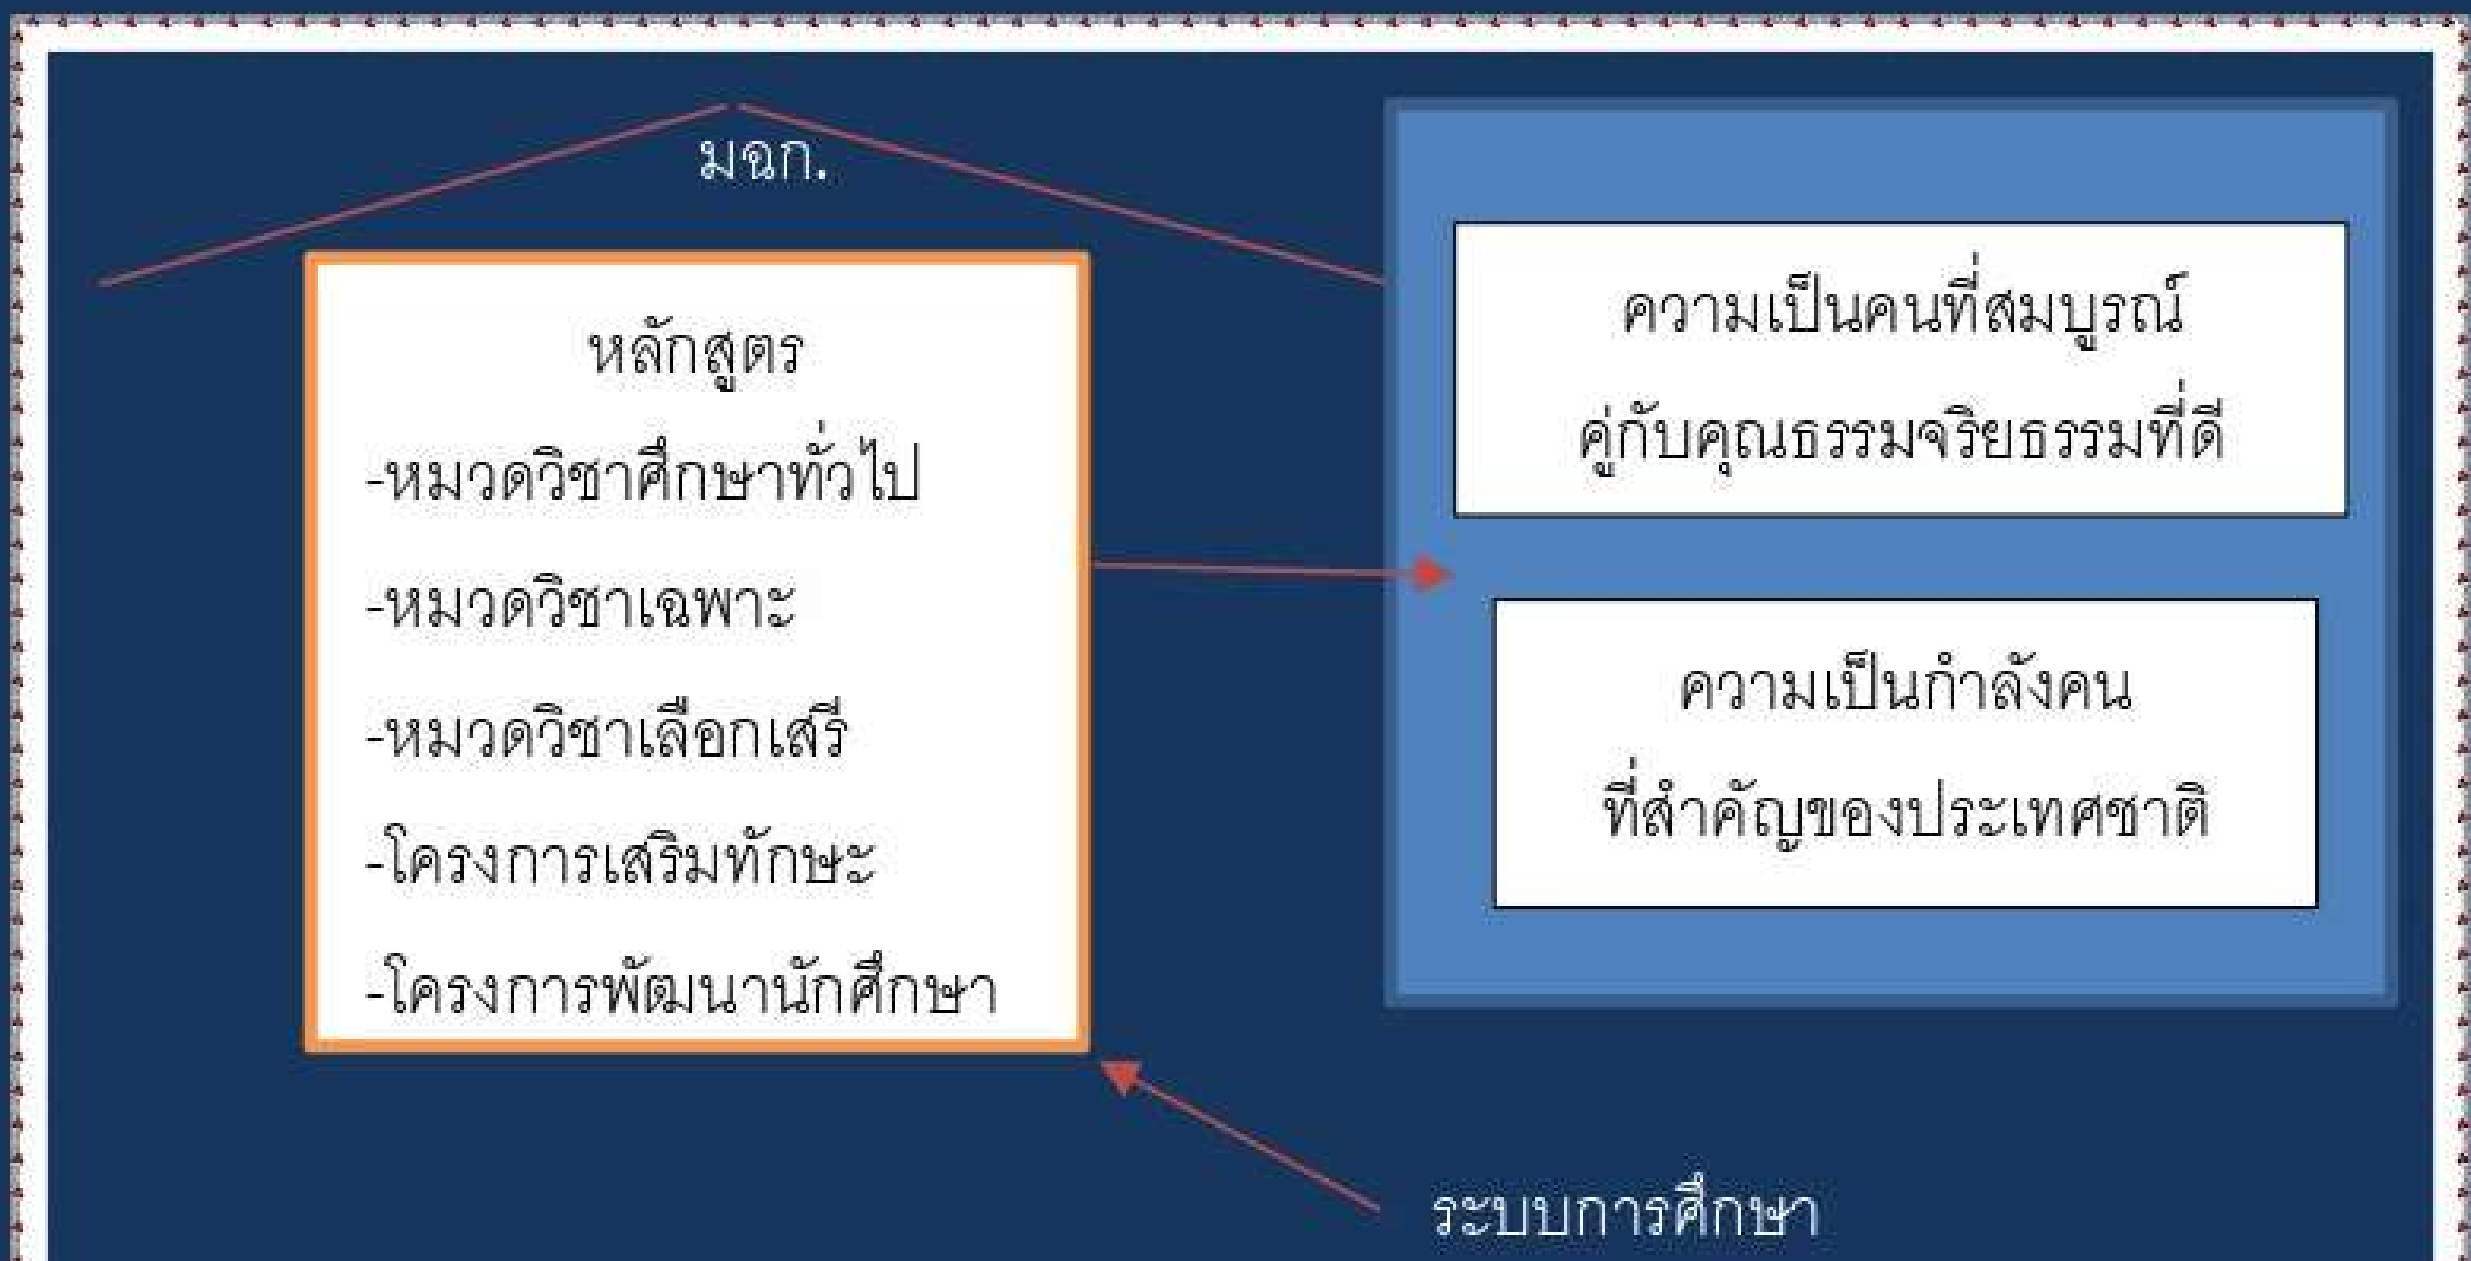 มฉก.
หลักสูตร
-หมวดวิชาศึกษาทั่วไป
-หมวดวิชาเฉพาะ
-หมวดวิชาเลือกเสรี
-โครงการเสริมทักษะ
-โครงการพัฒนานักศึกษา
ความเป็นคนที่สมบูรณ์
คู่กับคุณธรรมจริยธรรมที่ดี
ความเป็นกำลังคน
ที่สำคัญของประเทศชาติ
ระบบการศึกษา